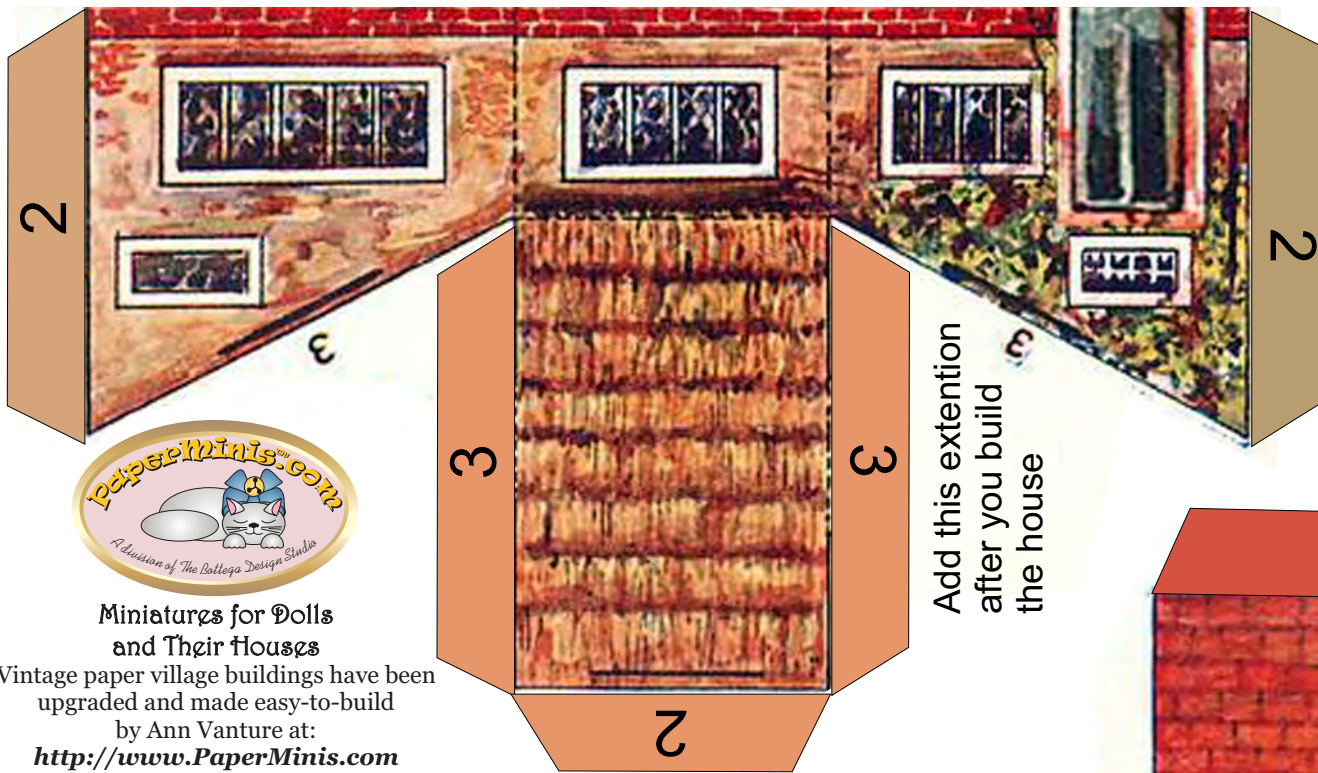 2
2
3
3
3
3
2
Add this extention
after you build
the house
PaperMinis.com™
A division of The Bottega Design Studio
Miniatures for Dolls
and Their Houses
Vintage paper village buildings have been
upgraded and made easy-to-build
by Ann Vanture at:
http://www.PaperMinis.com